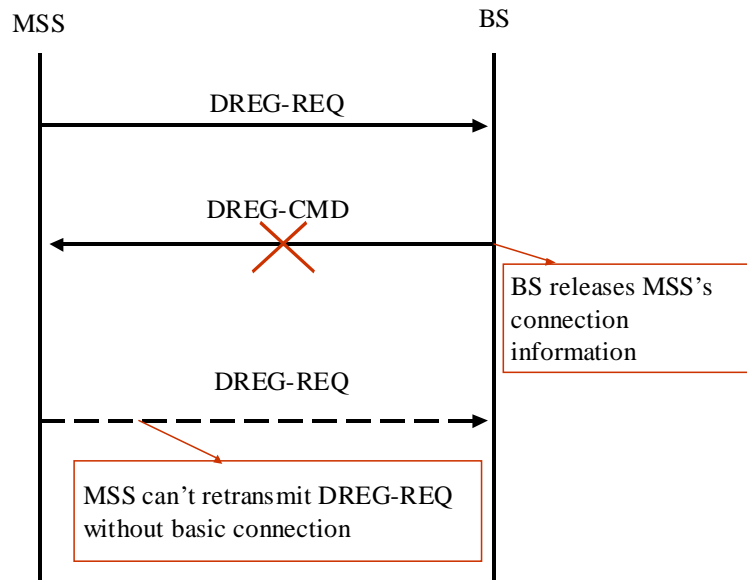 MSS
BS
DREG-REQ
DREG-CMD
BS releases MSS’s
connection
information
DREG-REQ
MSS can’t retransmit DREG-REQ
without basic connection